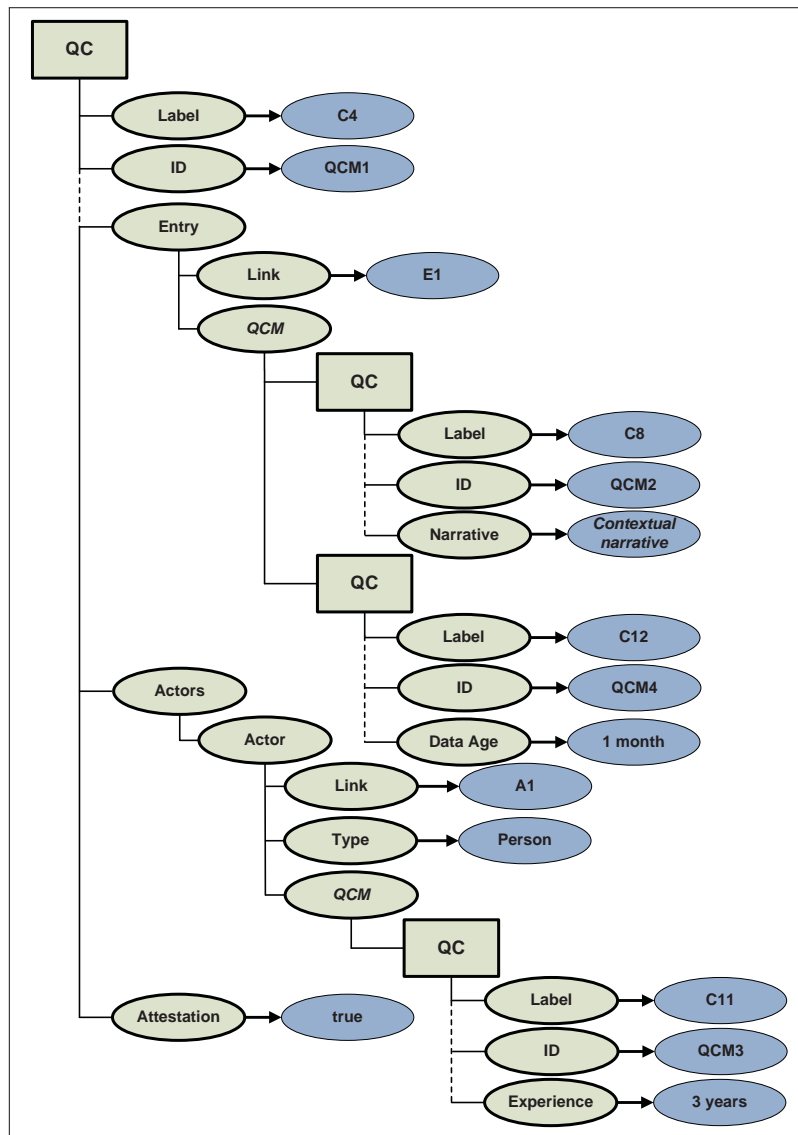 QC
Label C4
ID QCM1
Entry
Link E1
QCM
QC
Label C8
ID QCM2
Narrative Contextual
narrative
QC
Label C12
ID QCM4
Data Age 1 month
Actors
Actor
Link A1
Type Person
QCM
QC
Label C11
ID QCM3
Experience 3 years
Attestation true